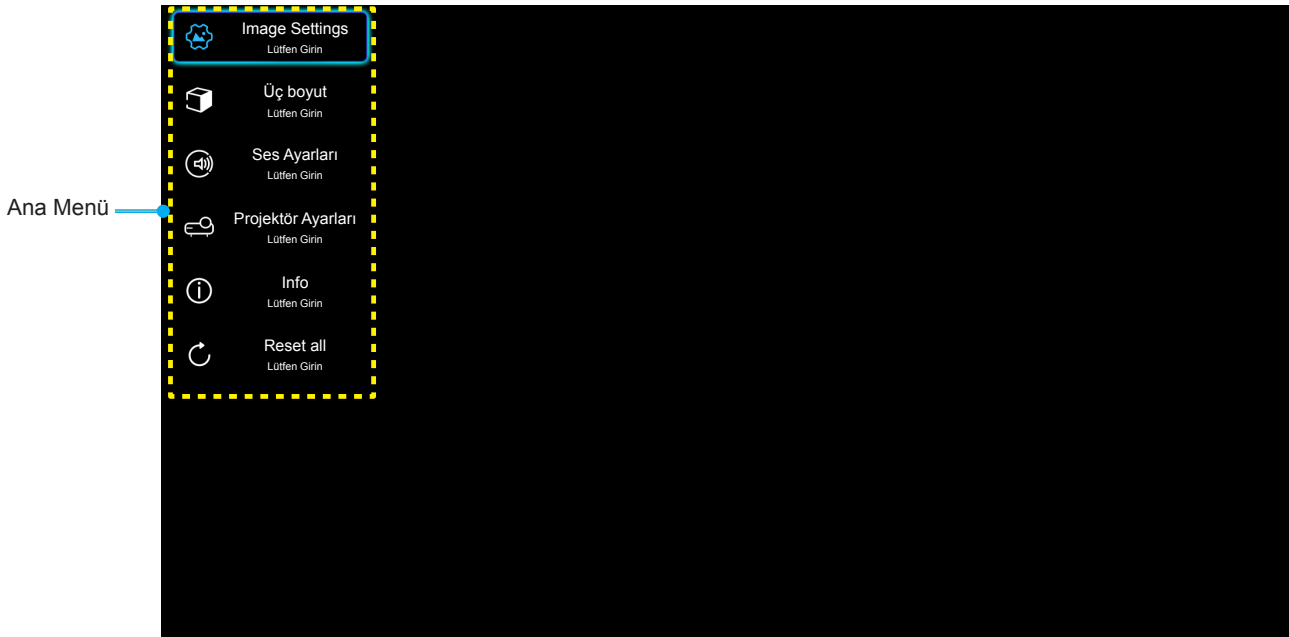 Image Settings
Lütfen Girin
Üç boyut
Lütfen Girin
Ses Ayarları
Lütfen Girin
Ana Menü
Projektör Ayarları
Lütfen Girin
Info
Lütfen Girin
Reset all
Lütfen Girin